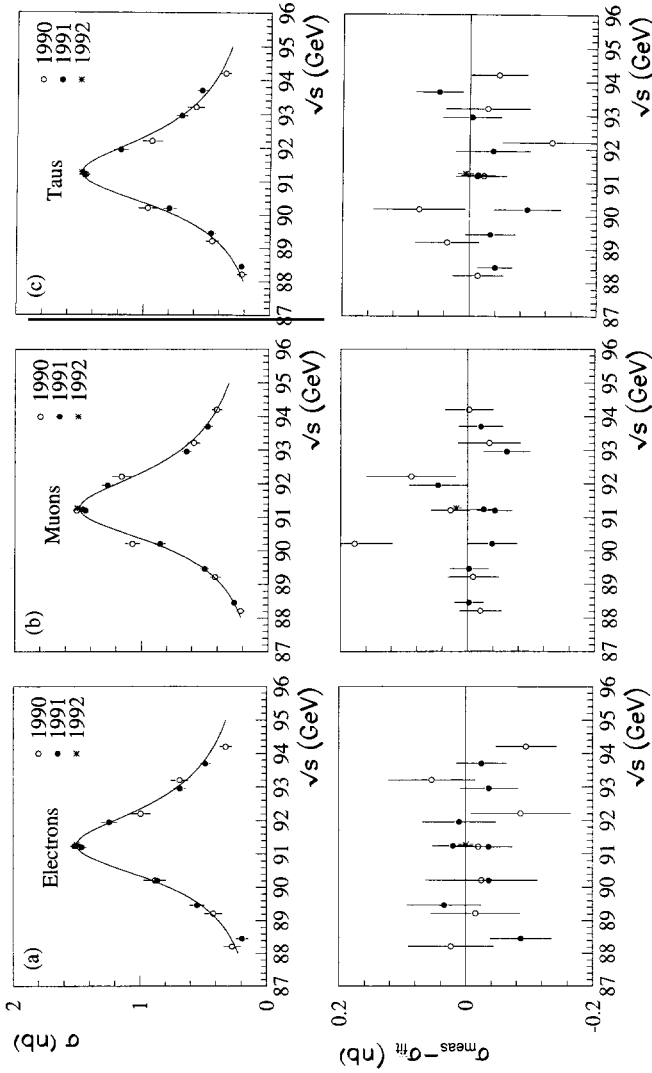 (a)
Electrons
○ 1990
● 1991
* 1992
σ (nb)
2
1
0
87 88 89 90 91 92 93 94 95 96
√s (GeV)
(b)
Muons
○ 1990
● 1991
* 1992
87 88 89 90 91 92 93 94 95 96
√s (GeV)
(c)
Taus
○ 1990
● 1991
* 1992
87 88 89 90 91 92 93 94 95 96
√s (GeV)
σmeas-σfit (nb)
0.2
0
-0.2
87 88 89 90 91 92 93 94 95 96
√s (GeV)
87 88 89 90 91 92 93 94 95 96
√s (GeV)
87 88 89 90 91 92 93 94 95 96
√s (GeV)